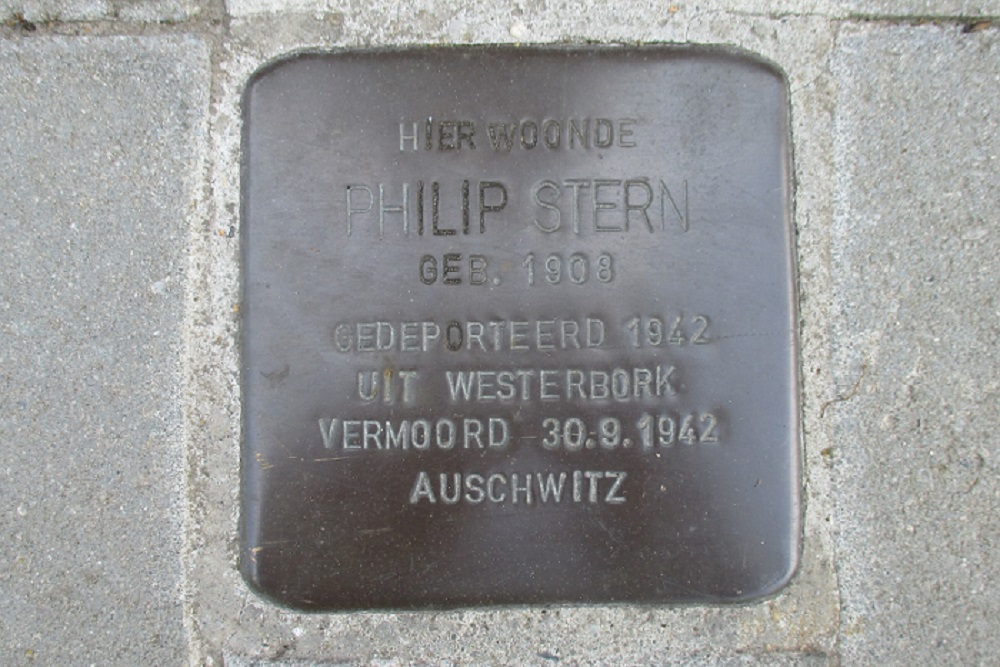 HIER WOONDE
PHILIP STERN
GEB. 1908
GEDEPORTEERD 1942
UIT WESTERBORK
VERMOORD 30.9.1942
AUSCHWITZ